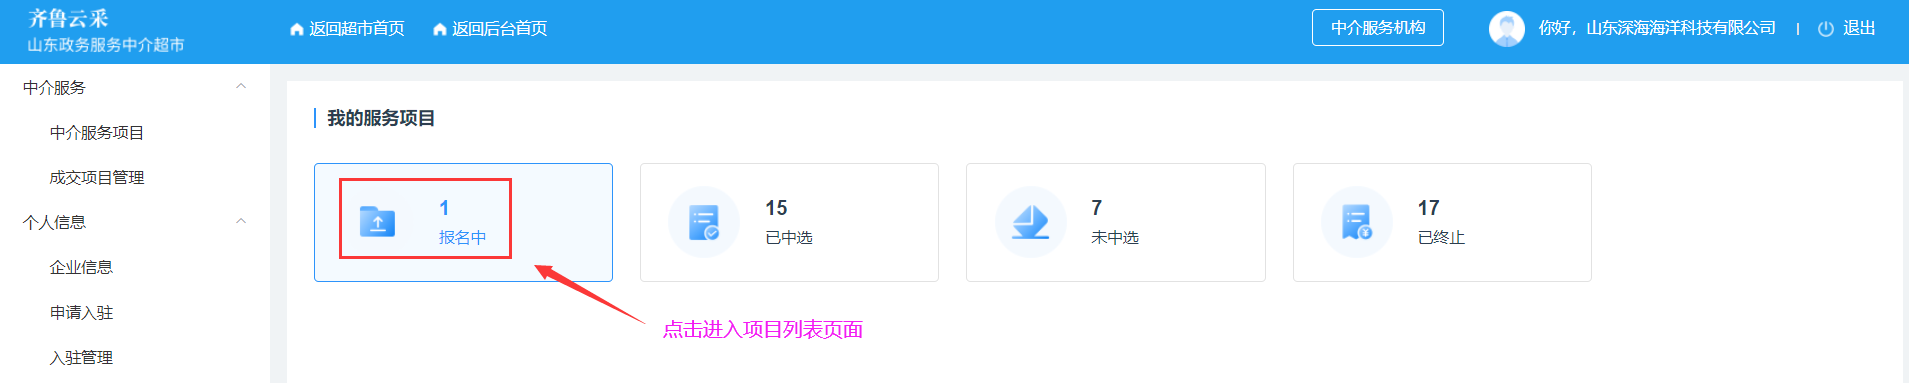 齐鲁云采
山东政务服务中介超市
返回超市首页 返回后台首页 中介服务机构 你好，山东深海海洋科技有限公司 | 退出
中介服务
中介服务项目
成交项目管理
个人信息
企业信息
申请入驻
入驻管理
我的服务项目
1
报名中
15
已中选
7
未中选
17
已终止
点击进入项目列表页面